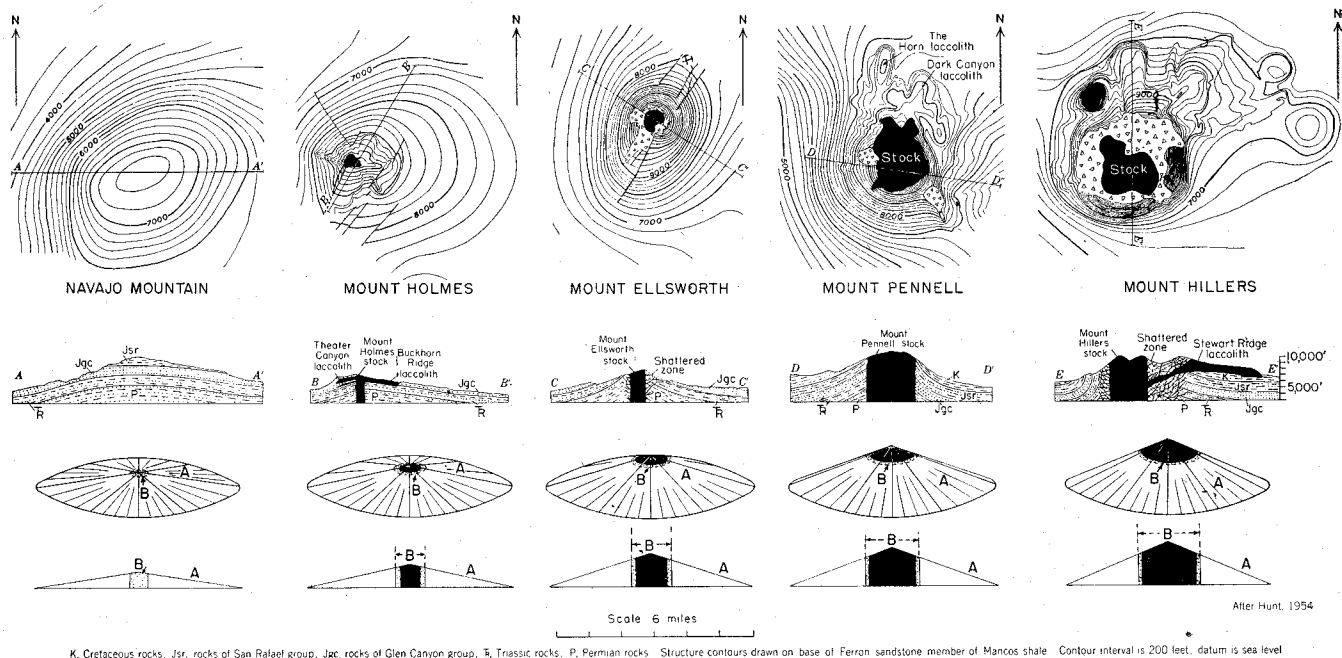 N
N
N
N
N
4000
5000
6000
7000
A
A'
7000
6000
B
B'
8000
9000
7000
C
C'
The
Horn laccolith
Dark Canyon
laccolith
Stock
5000
8000
D
D'
E
9000
Stock
7000
E'
NAVAJO MOUNTAIN
MOUNT HOLMES
MOUNT ELLSWORTH
MOUNT PENNELL
MOUNT HILLERS
A
Jgc
Jsr
A'
P
Ꞃ
Theater
Canyon
laccolith
Mount
Holmes
stock
Buckhorn
Ridge
laccolith
B
Jgc
B'
P
Ꞃ
Mount
Ellsworth
stock
Shattered
zone
C
Jgc
C'
P
Ꞃ
Mount
Pennell stock
D
D'
K
Jsr
Ꞃ
P
Jgc
Mount
Hillers
stock
Shattered
zone
Stewart Ridge
laccolith
E
E'
10,000'
5,000'
K
Jsr
P
Ꞃ
Jgc
A
B
A
B
A
B
A
B
A
B
B
A
B
A
B
A
B
A
B
A
Scale 6 miles
After Hunt, 1954
K, Cretaceous rocks, Jsr, rocks of San Rafael group, Jgc, rocks of Glen Canyon group, Ꞃ, Triassic rocks, P, Permian rocks Structure contours drawn on base of Ferron sandstone member of Mancos shale Contour interval is 200 feet, datum is sea level